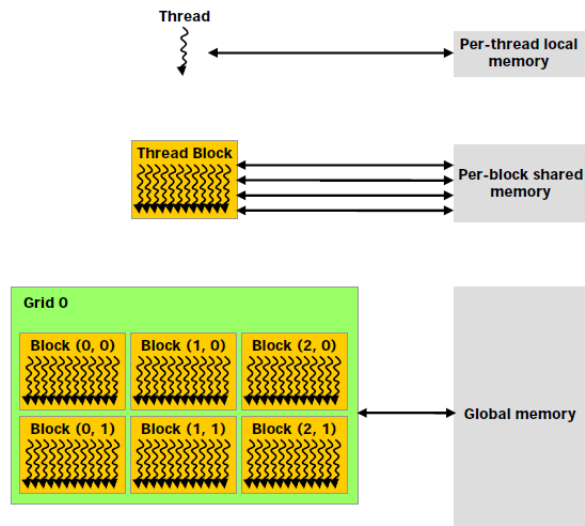 Thread
Per-thread local
memory
Thread Block
Per-block shared
memory
Grid 0
Block (0, 0) Block (1, 0) Block (2, 0)
Block (0, 1) Block (1, 1) Block (2, 1)
Global memory